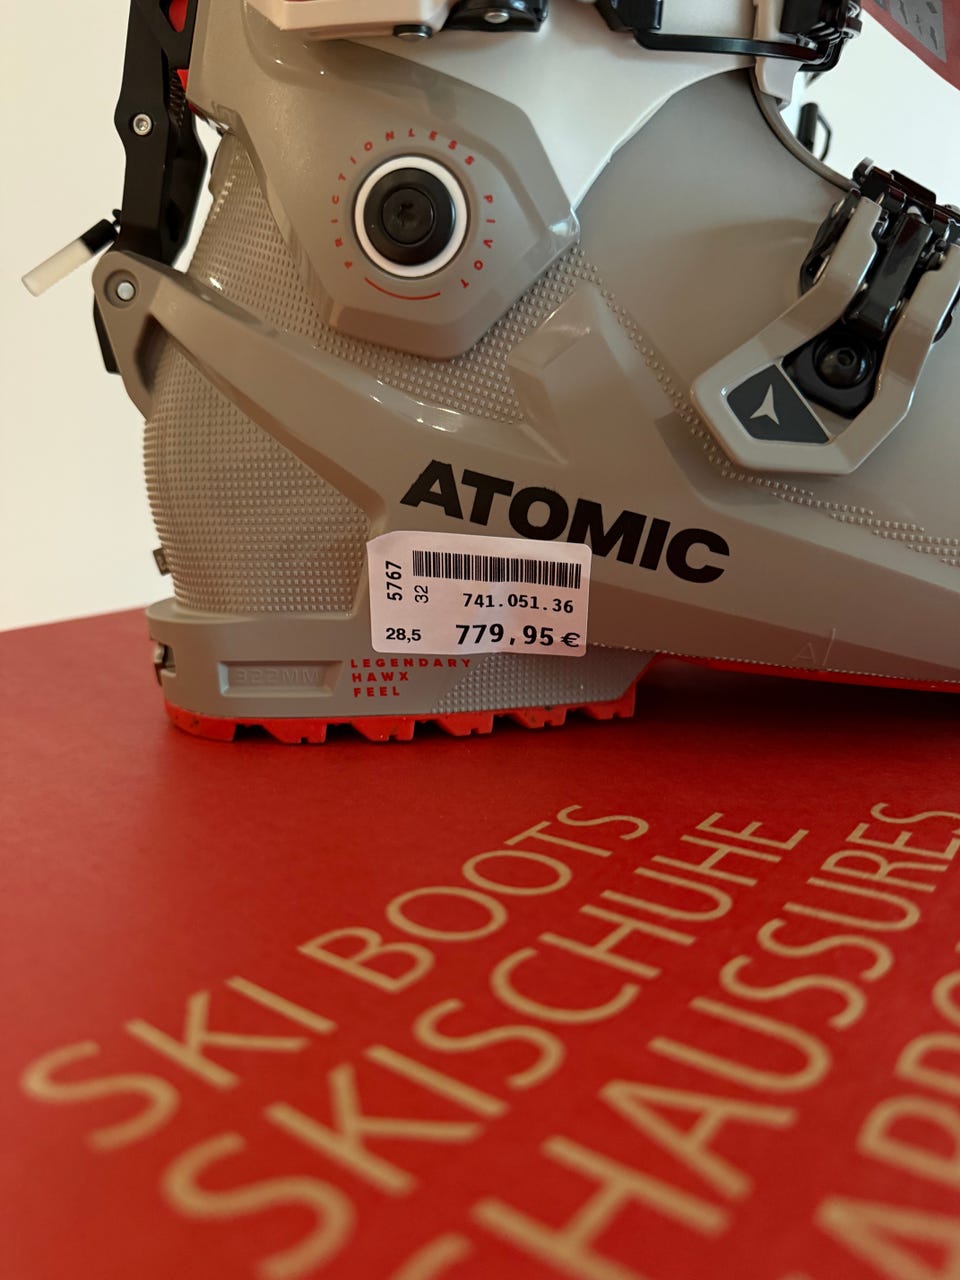 FRICTIONLESS PIVOT
ATOMIC
5767
32
741.051.36
28,5
779,95 €
322MM
LEGENDARY
HAWX
FEEL
SKI BOOTS
SKISCHUHE
CHAUSSURES